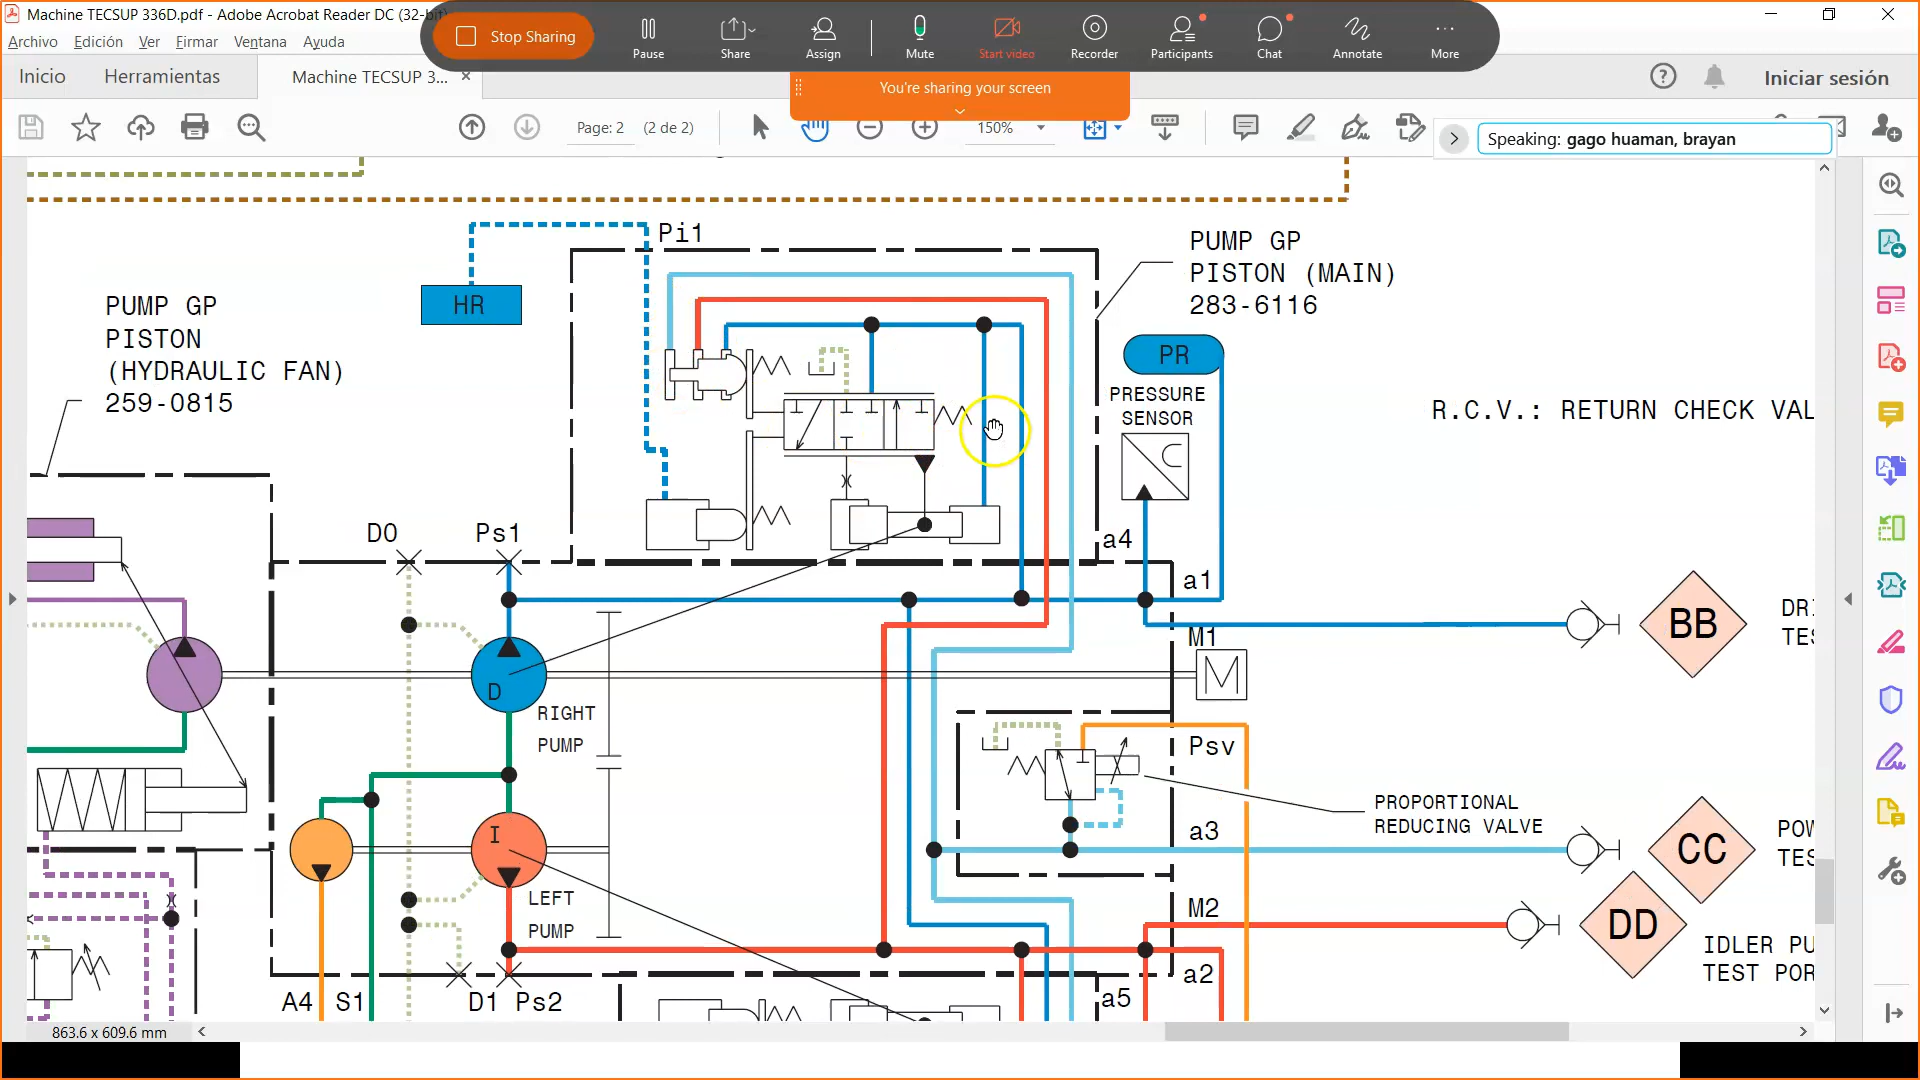 Machine TECSUP 336D.pdf - Adobe Acrobat Reader DC (32-bit)
Stop Sharing
Pause
Share
Assign
Mute
Start video
Recorder
Participants
Chat
Annotate
More
Archivo Edición Ver Firmar Ventana Ayuda
You're sharing your screen
Inicio
Herramientas
Machine TECSUP 3...
Iniciar sesión
Page: 2 (2 de 2)
150%
Speaking: gago huaman, brayan
Pi1
PUMP GP
PISTON (MAIN)
283-6116
HR
PUMP GP
PISTON
(HYDRAULIC FAN)
259-0815
PR
PRESSURE
SENSOR
C
R.C.V.: RETURN CHECK VAL
D0
Ps1
a4
a1
M1
M
BB
DRI
TES
D
RIGHT
PUMP
Psv
PROPORTIONAL
REDUCING VALVE
a3
CC
POW
TES
I
LEFT
PUMP
M2
DD
IDLER PU
TEST POR
a2
A4
S1
D1
Ps2
a5
863.6 x 609.6 mm